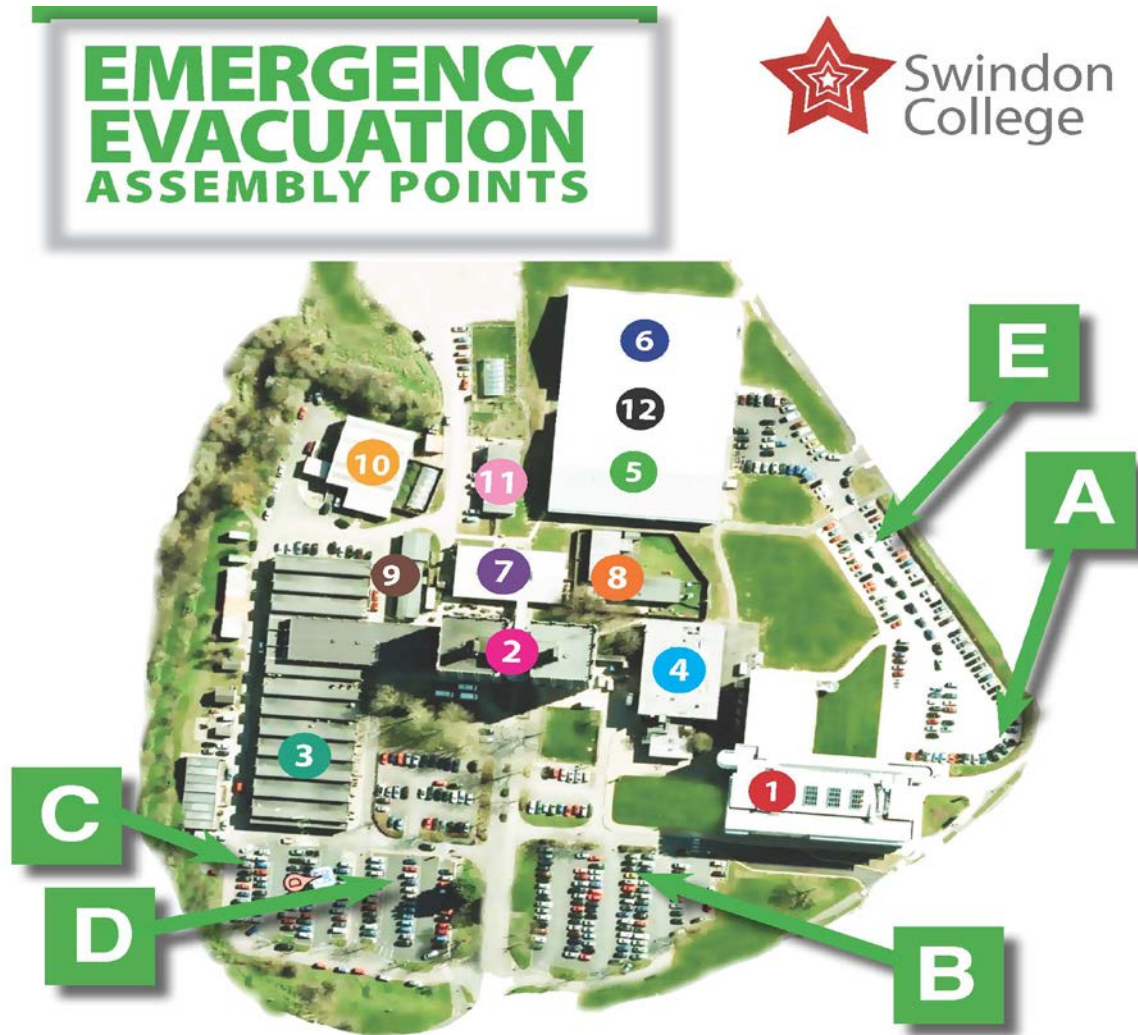 EMERGENCY
EVACUATION
ASSEMBLY POINTS
Swindon
College
E
6
12
A
5
10
11
9
7
8
2
4
3
1
C
D
D
B